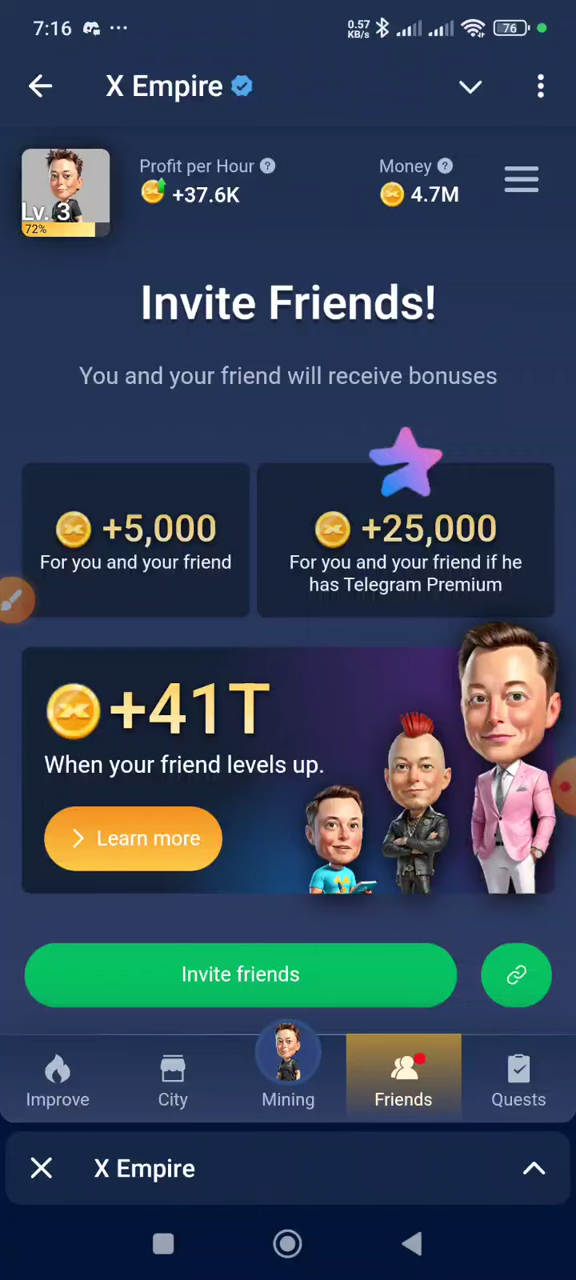 7:16 ... 0.57 KB/s 76
X Empire
Profit per Hour ? Money ?
+37.6K 4.7M
Lv. 3
72%
Invite Friends!
You and your friend will receive bonuses
+5,000
For you and your friend
+25,000
For you and your friend if he
has Telegram Premium
+41T
When your friend levels up.
Learn more
Invite friends
Improve City Mining Friends Quests
X Empire